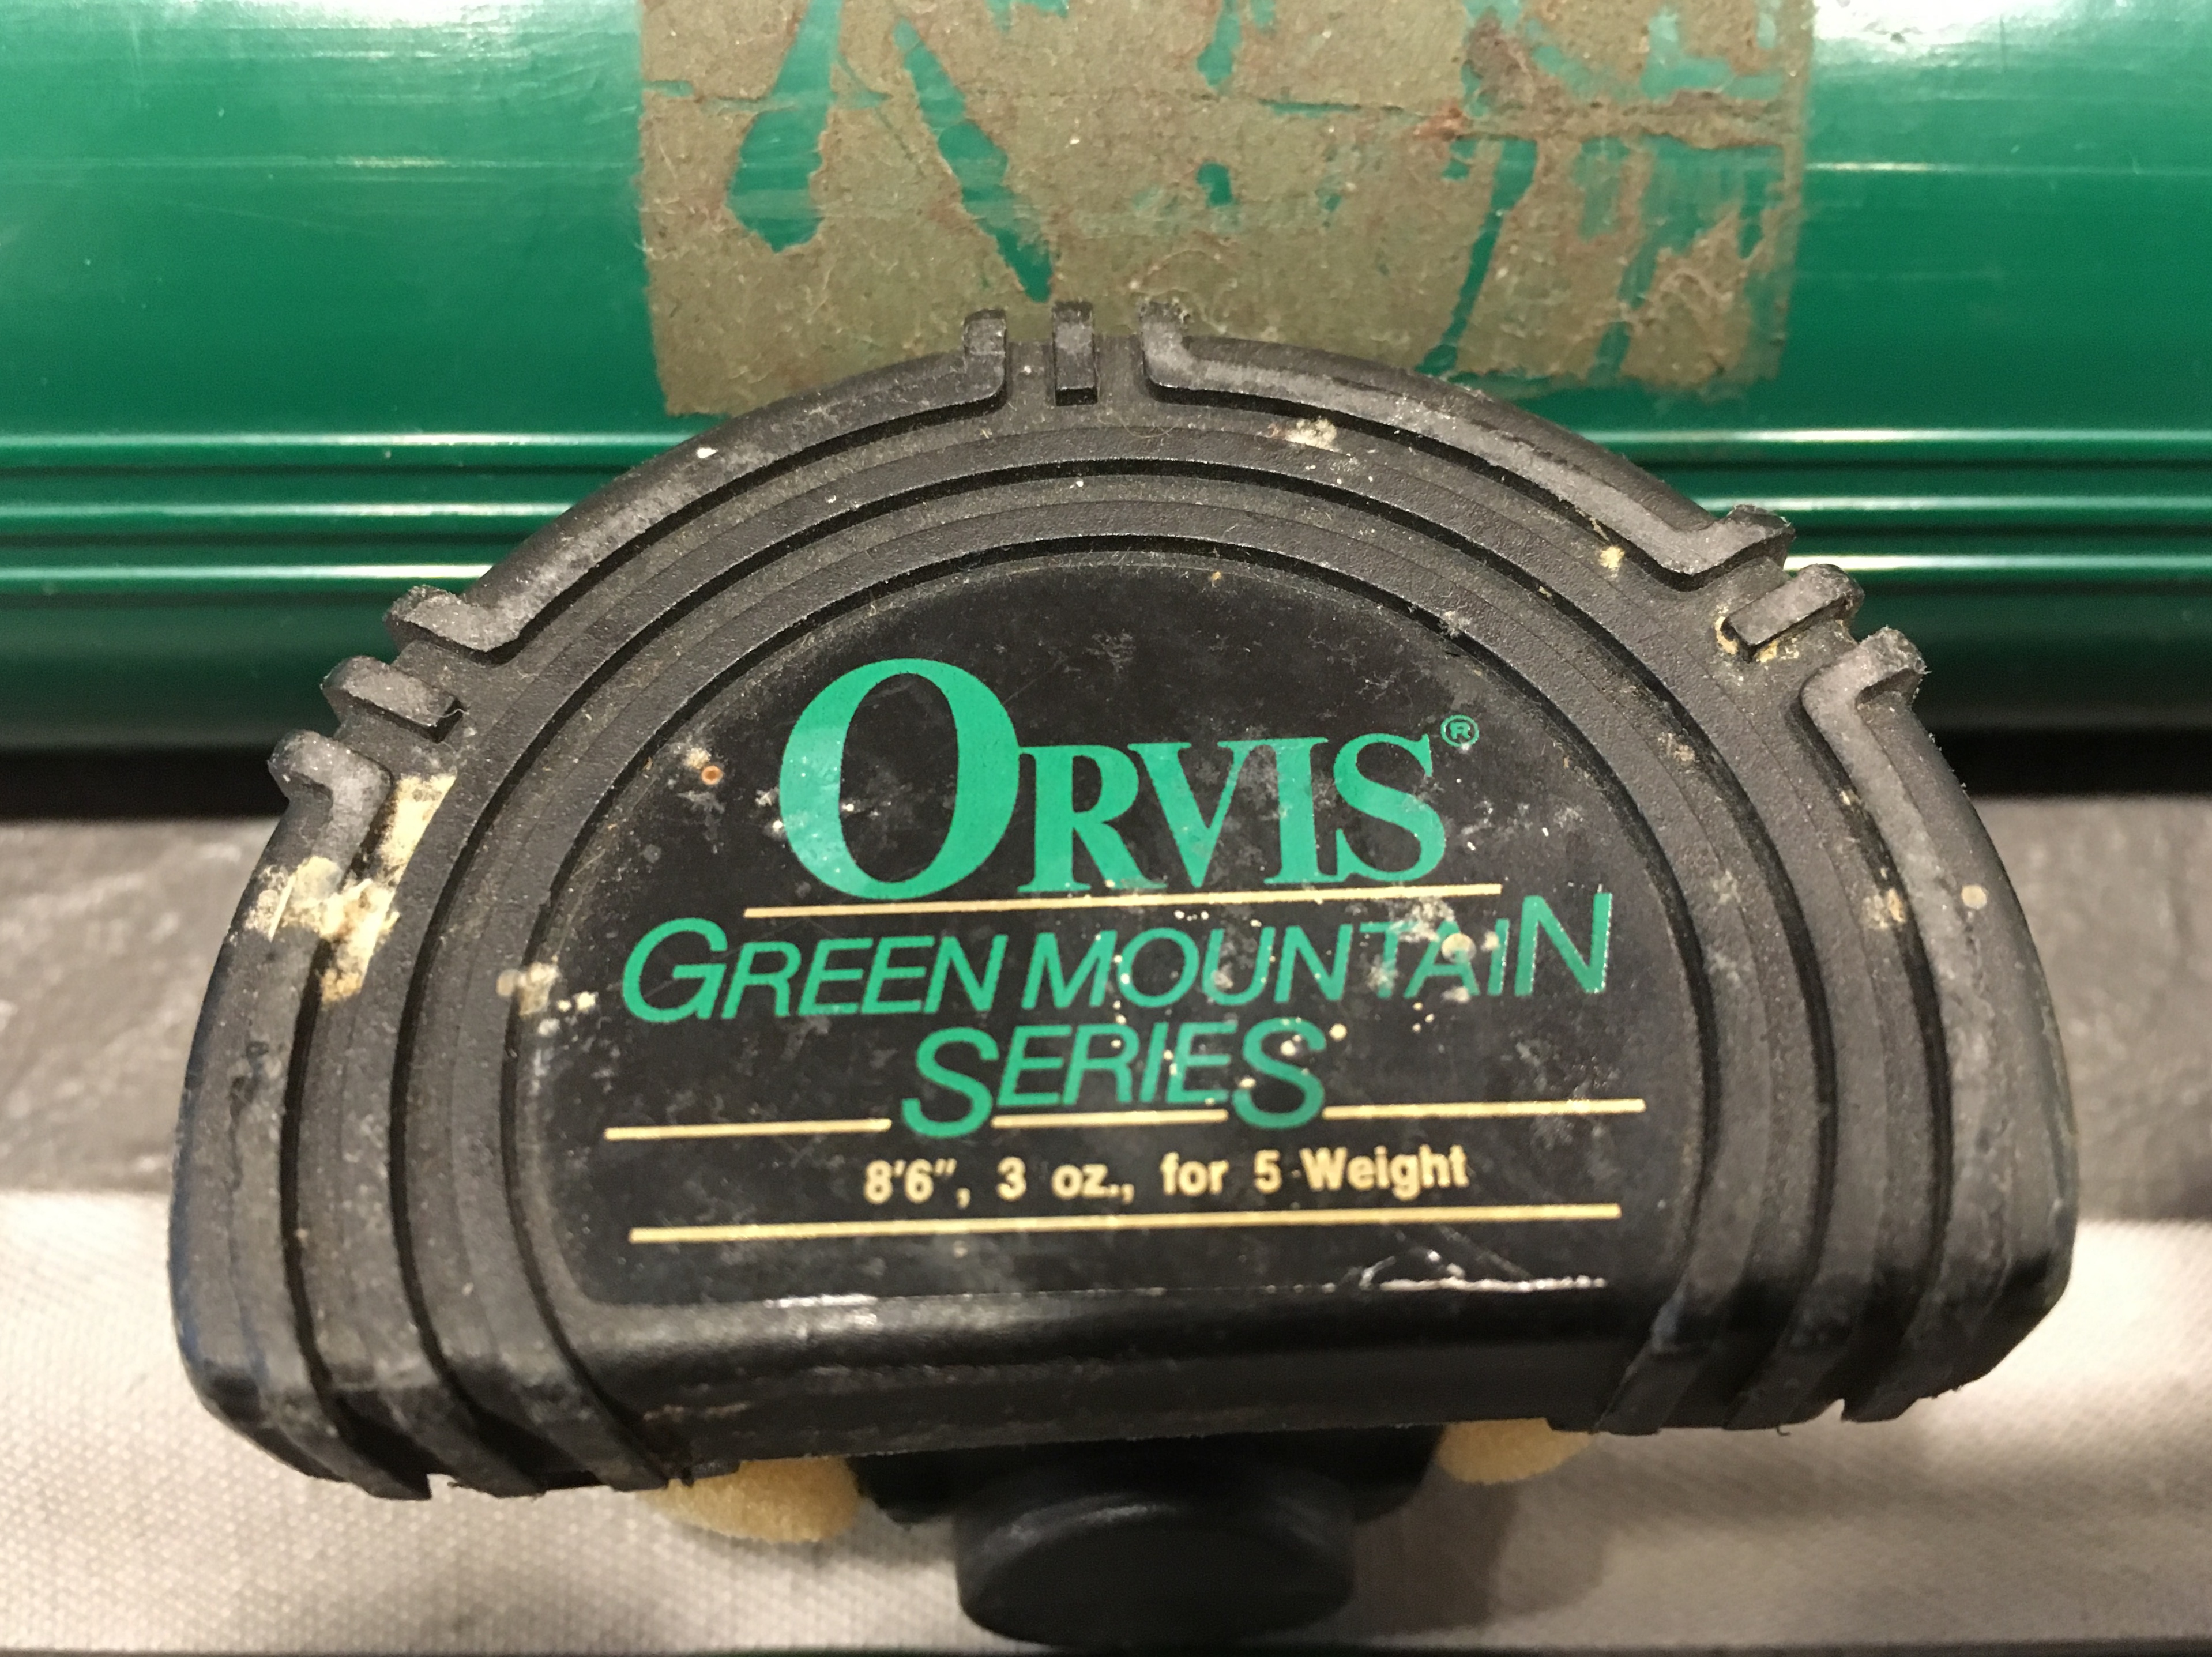 ORVIS®
GREEN MOUNTAIN
SERIES
8'6", 3 oz., for 5 Weight